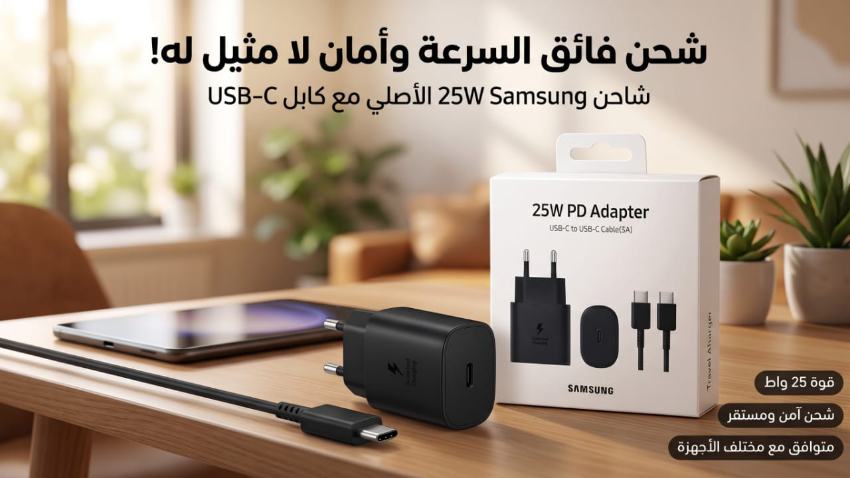 شحن فائق السرعة وأمان لا مثيل له!
شاحن 25W Samsung الأصلي مع كابل USB-C
25W PD Adapter
USB-C to USB-C Cable(3A)
SAMSUNG
Travel
قوة 25 واط
شحن آمن ومستقر
متوافق مع مختلف الأجهزة